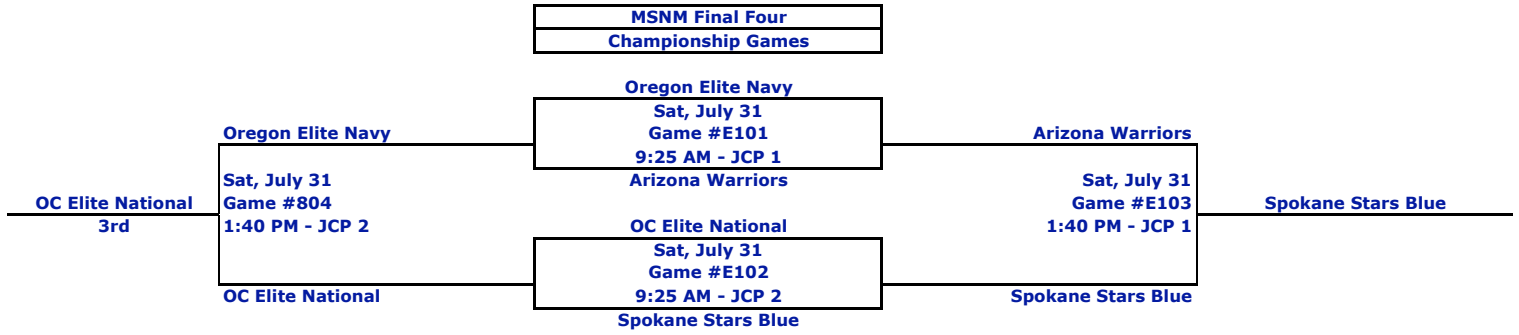 MSNM Final Four
Championship Games
Oregon Elite Navy
Sat, July 31
Oregon Elite Navy
Game #E101
Arizona Warriors
9:25 AM - JCP 1
Sat, July 31
Arizona Warriors
Sat, July 31
OC Elite National
Game #804
Game #E103
Spokane Stars Blue
3rd
1:40 PM - JCP 2
OC Elite National
1:40 PM - JCP 1
Sat, July 31
Game #E102
OC Elite National
9:25 AM - JCP 2
Spokane Stars Blue
Spokane Stars Blue